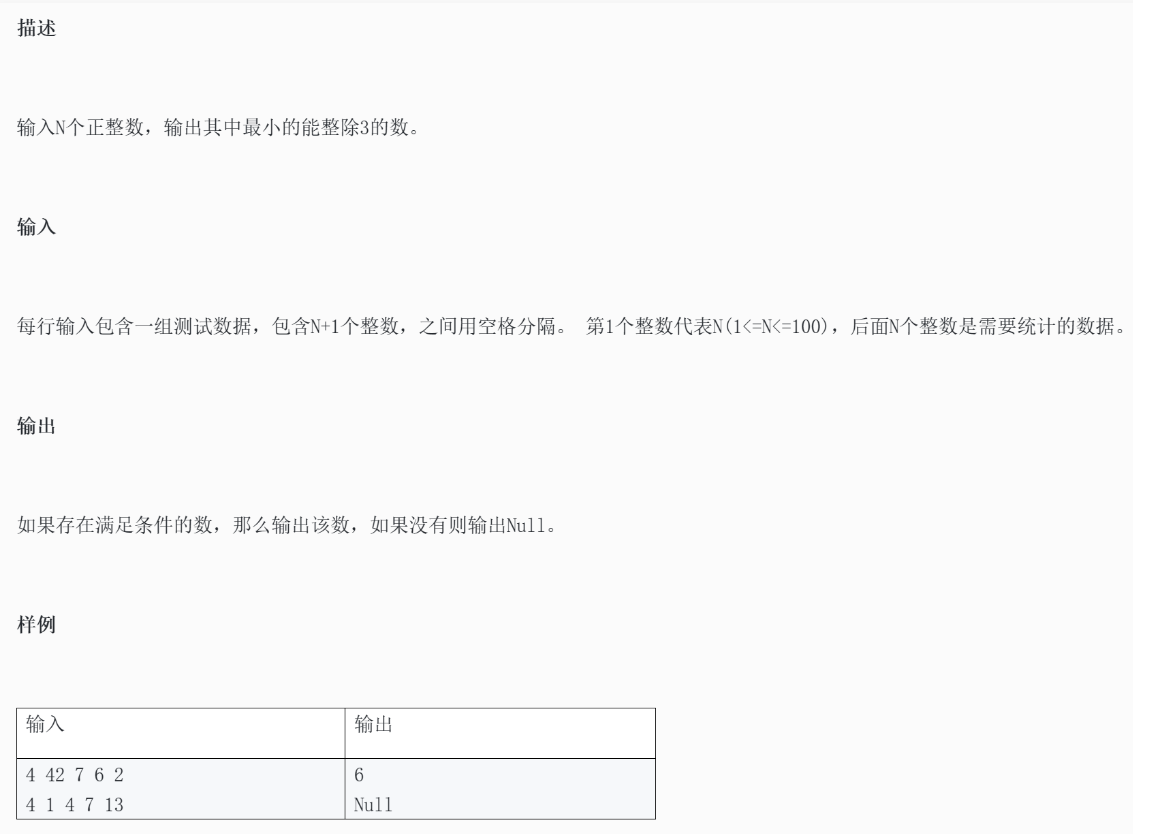 描述
输入N个正整数，输出其中最小的能整除3的数。
输入
每行输入包含一组测试数据，包含N+1个整数，之间用空格分隔。 第1个整数代表N(1<=N<=100)，后面N个整数是需要统计的数据。
输出
如果存在满足条件的数，那么输出该数，如果没有则输出Null。
样例
输入 输出
4 42 7 6 2 6
4 1 4 7 13 Null